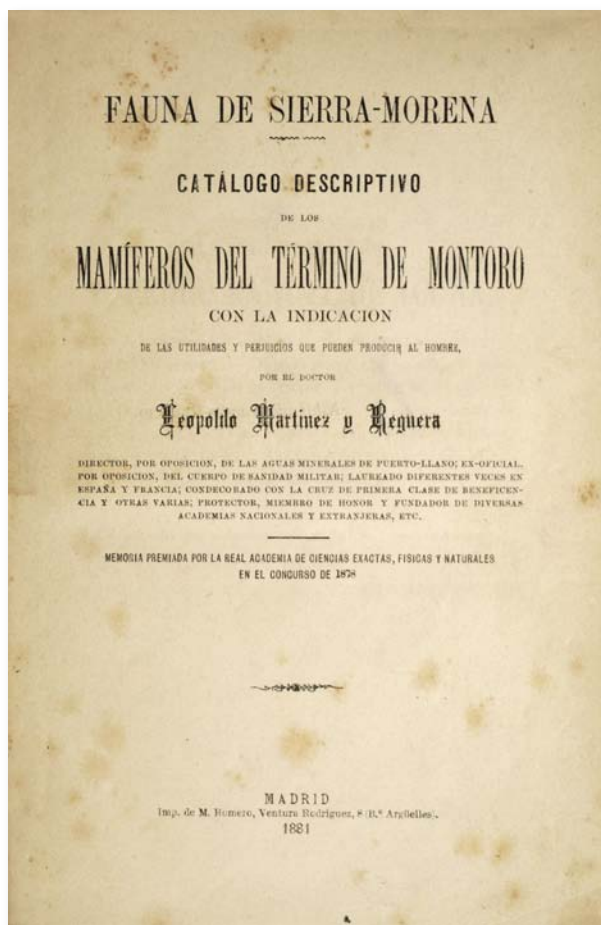 FAUNA DE SIERRA-MORENA
CATÁLOGO DESCRIPTIVO
DE LOS
MAMÍFEROS DEL TÉRMINO DE MONTORO
CON LA INDICACION
DE LAS UTILIDADES Y PERJUICIOS QUE PUEDEN PRODUCIR AL HOMBRE,
POR EL DOCTOR
Leopoldo Martinez y Reguera
DIRECTOR, POR OPOSICION, DE LAS AGUAS MINERALES DE PUERTO-LLANO; EX-OFICIAL,
POR OPOSICION, DEL CUERPO DE SANIDAD MILITAR; LAUREADO DIFERENTES VECES EN
ESPAÑA Y FRANCIA; CONDECORADO CON LA CRUZ DE PRIMERA CLASE DE BENEFICEN-
CIA Y OTRAS VARIAS; PROTECTOR, MIEMBRO DE HONOR Y FUNDADOR DE DIVERSAS
ACADEMIAS NACIONALES Y EXTRANJERAS, ETC.
MEMORIA PREMIADA POR LA REAL ACADEMIA DE CIENCIAS EXACTAS, FISICAS Y NATURALES
EN EL CONCURSO DE 1878
MADRID
Imp. de M. Romero, Ventura Rodriguez, 8 (B.º Argüelles).
1881